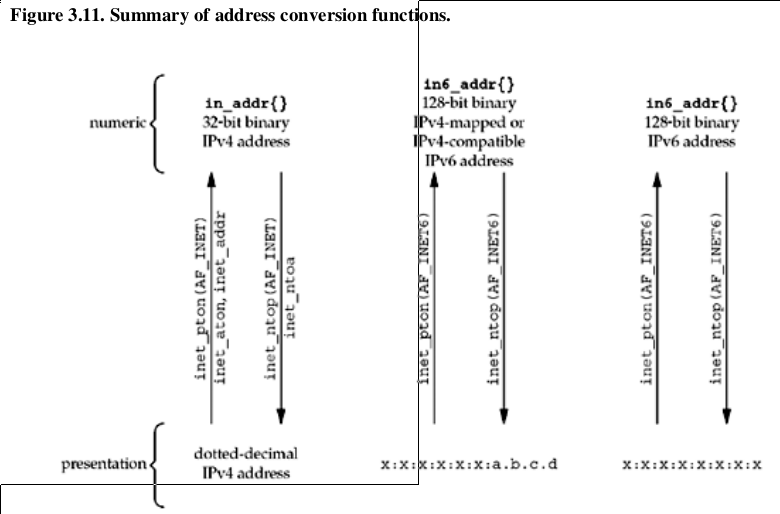 Figure 3.11. Summary of address conversion functions.
numeric
in_addr{}
32-bit binary
IPv4 address
in6_addr{}
128-bit binary
IPv4-mapped or
IPv4-compatible
IPv6 address
in6_addr{}
128-bit binary
IPv6 address
inet_pton(AF_INET)
inet_aton, inet_addr
inet_ntop(AF_INET)
inet_ntoa
inet_pton(AF_INET6)
inet_ntop(AF_INET6)
inet_pton(AF_INET6)
inet_ntop(AF_INET6)
presentation
dotted-decimal
IPv4 address
x:x:x:x:x:x:a.b.c.d
x:x:x:x:x:x:x:x